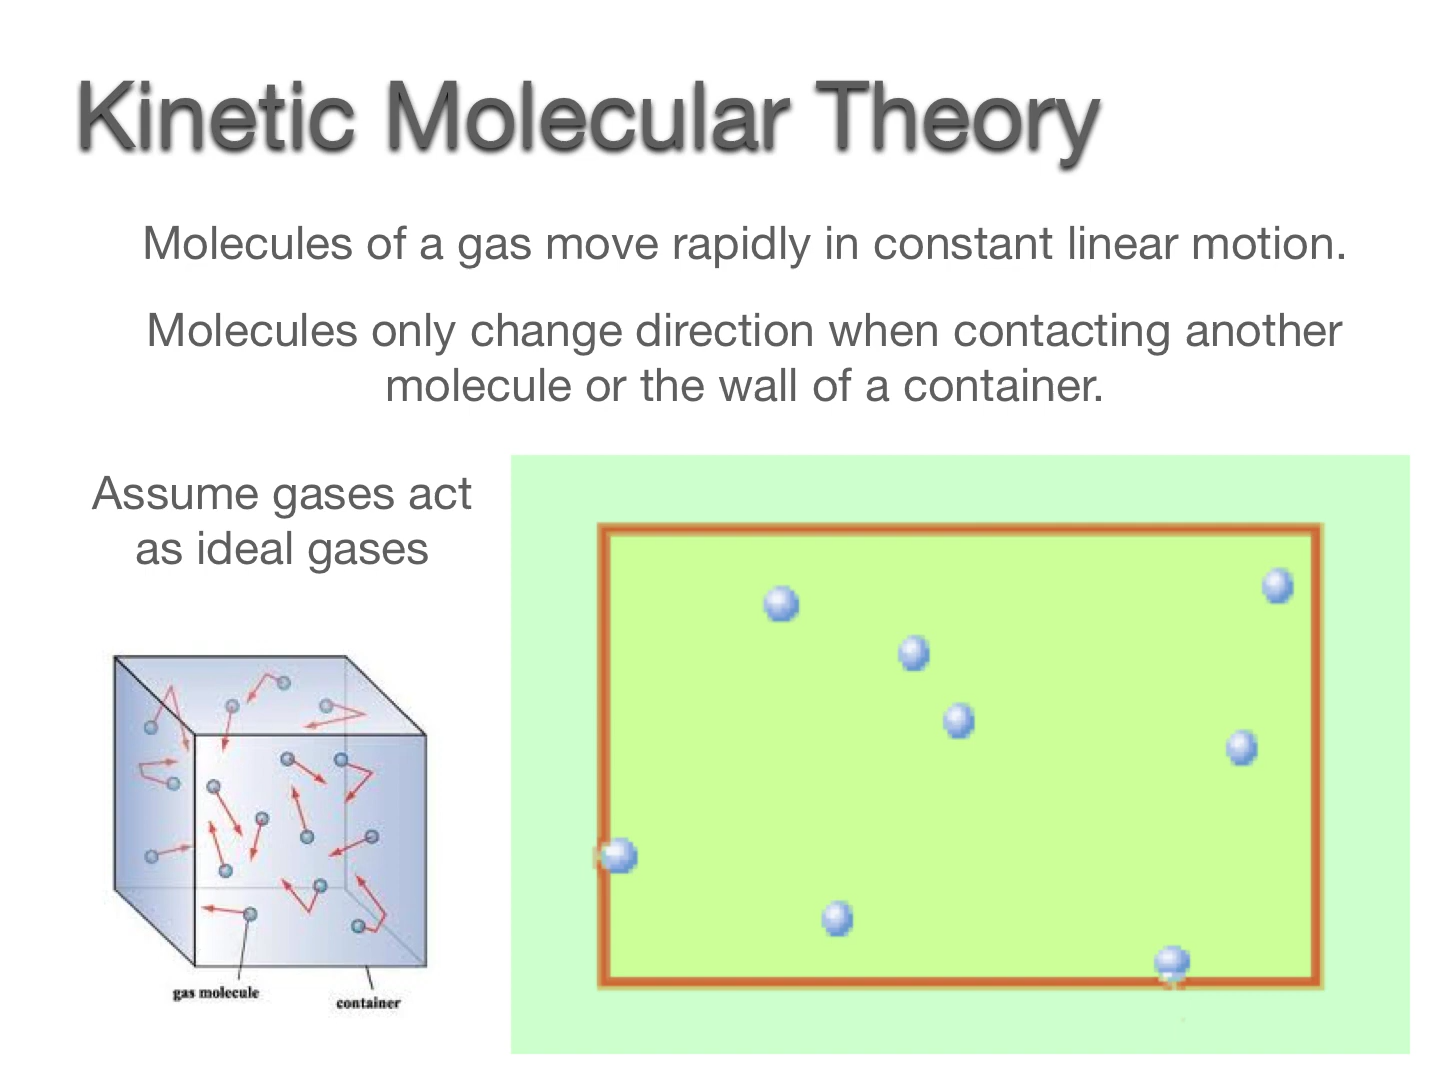 Kinetic Molecular Theory
Molecules of a gas move rapidly in constant linear motion.
Molecules only change direction when contacting another
molecule or the wall of a container.
Assume gases act
as ideal gases
gas molecule
container